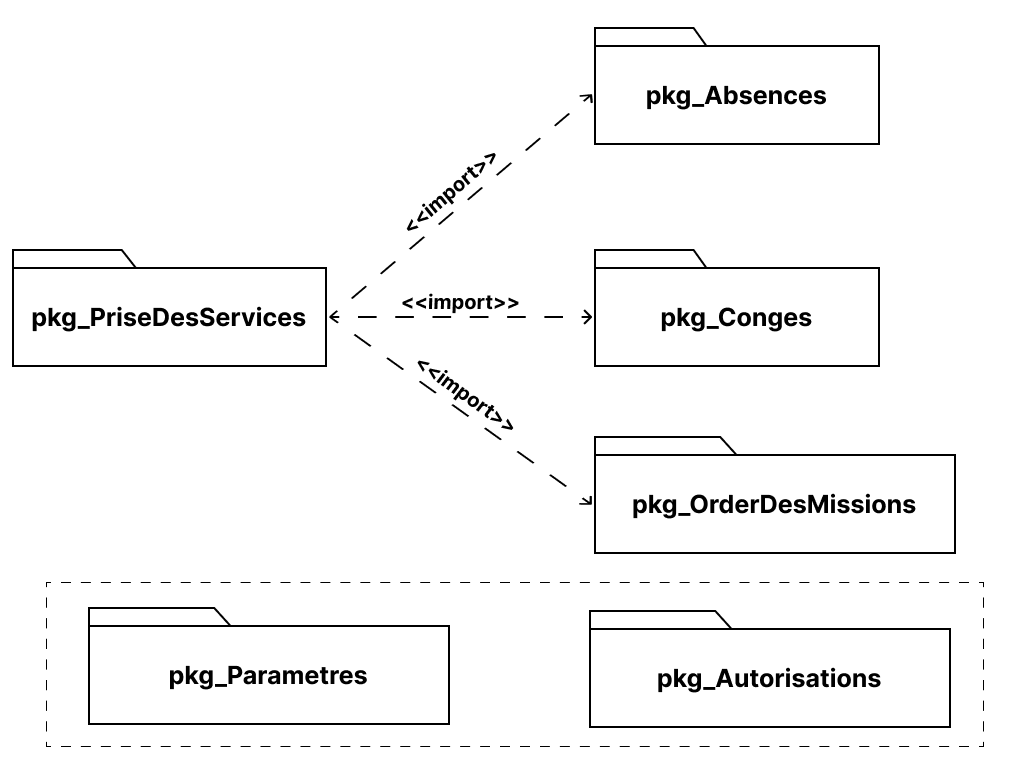 pkg_Absences
<<import>>
pkg_PriseDesServices
<<import>>
pkg_Conges
<<import>>
pkg_OrderDesMissions
pkg_Parametres
pkg_Autorisations